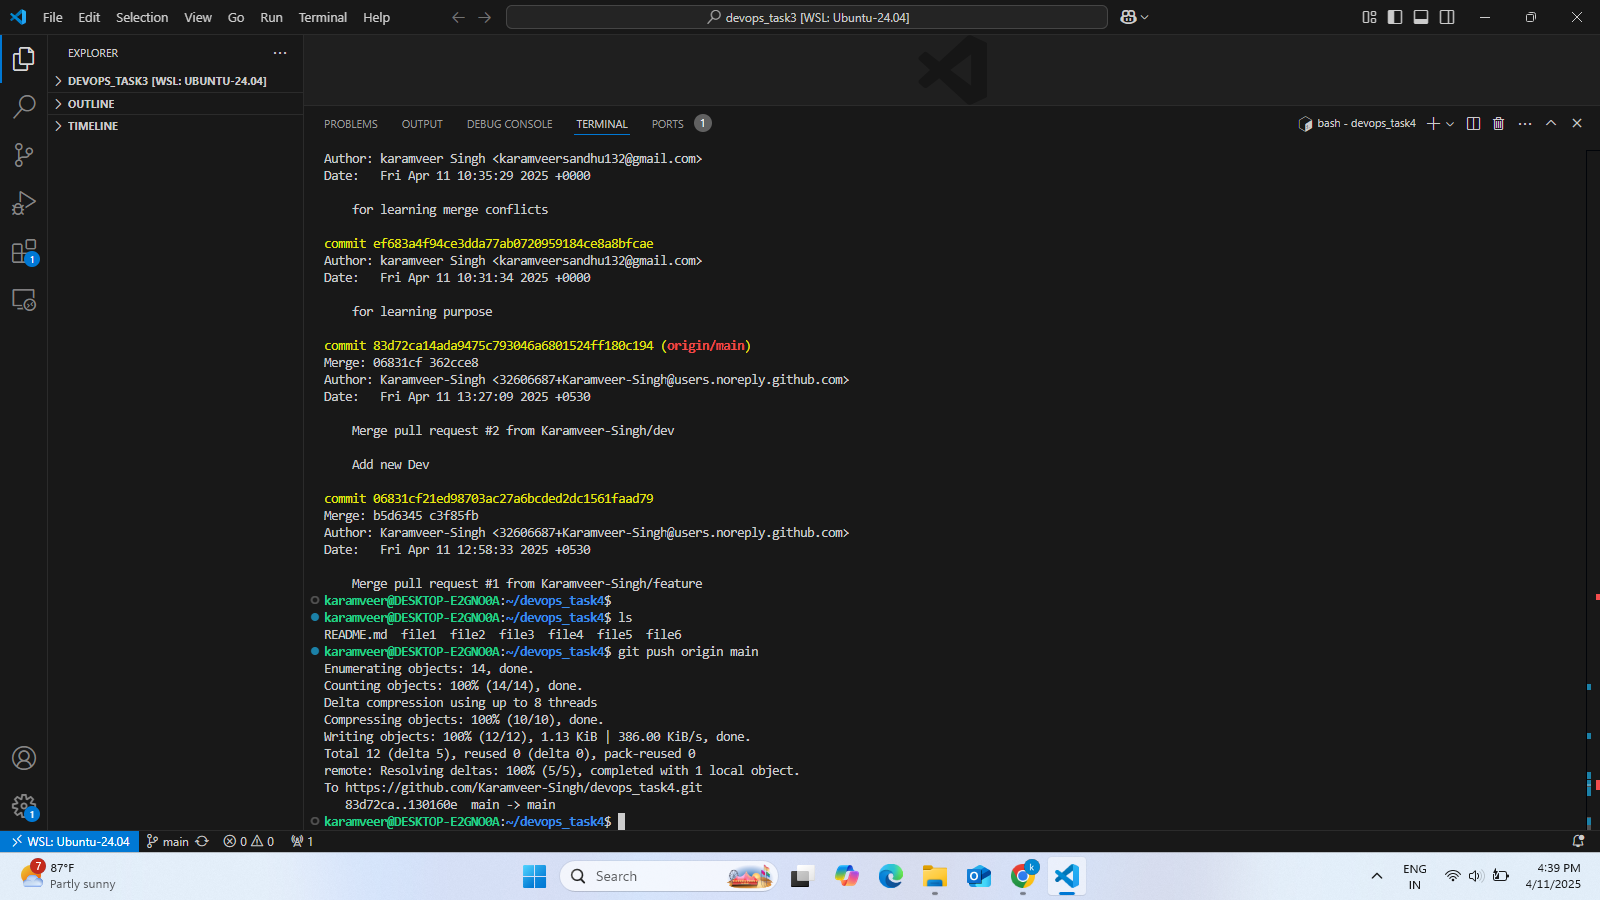 File Edit Selection View Go Run Terminal Help
devops_task3 [WSL: Ubuntu-24.04]
EXPLORER
DEVOPS_TASK3 [WSL: UBUNTU-24.04]
OUTLINE
TIMELINE
PROBLEMS OUTPUT DEBUG CONSOLE TERMINAL PORTS 1
bash - devops_task4
Author: karamveer Singh <karamveersandhu132@gmail.com>
Date:   Fri Apr 11 10:35:29 2025 +0000
for learning merge conflicts
commit ef683a4f94ce3dda77ab0720959184ce8a8bfcae
Author: karamveer Singh <karamveersandhu132@gmail.com>
Date:   Fri Apr 11 10:31:34 2025 +0000
for learning purpose
commit 83d72ca14ada9475c793046a6801524ff180c194 (origin/main)
Merge: 06831cf 362cce8
Author: Karamveer-Singh <32606687+Karamveer-Singh@users.noreply.github.com>
Date:   Fri Apr 11 13:27:09 2025 +0530
Merge pull request #2 from Karamveer-Singh/dev
Add new Dev
commit 06831cf21ed98703ac27a6bcded2dc1561faad79
Merge: b5d6345 c3f85fb
Author: Karamveer-Singh <32606687+Karamveer-Singh@users.noreply.github.com>
Date:   Fri Apr 11 12:58:33 2025 +0530
Merge pull request #1 from Karamveer-Singh/feature
karamveer@DESKTOP-E2GNO0A:~/devops_task4$
karamveer@DESKTOP-E2GNO0A:~/devops_task4$ ls
README.md  file1  file2  file3  file4  file5  file6
karamveer@DESKTOP-E2GNO0A:~/devops_task4$ git push origin main
Enumerating objects: 14, done.
Counting objects: 100% (14/14), done.
Delta compression using up to 8 threads
Compressing objects: 100% (10/10), done.
Writing objects: 100% (12/12), 1.13 KiB | 386.00 KiB/s, done.
Total 12 (delta 5), reused 0 (delta 0), pack-reused 0
remote: Resolving deltas: 100% (5/5), completed with 1 local object.
To https://github.com/Karamveer-Singh/devops_task4.git
83d72ca..130160e  main -> main
karamveer@DESKTOP-E2GNO0A:~/devops_task4$
1
1
WSL: Ubuntu-24.04 main 0 0 1
7
87°F
Partly sunny
Search
k
ENG
IN
4:39 PM
4/11/2025